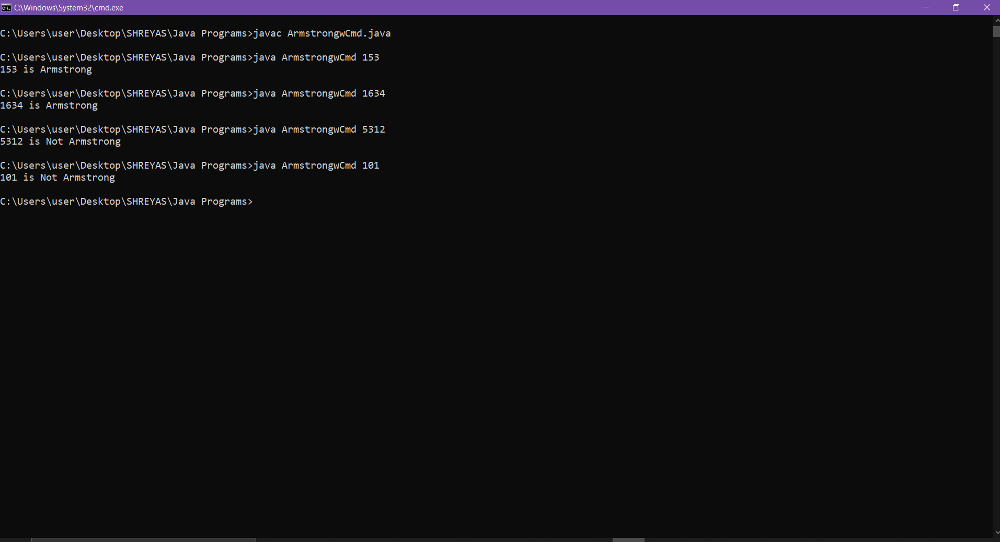 C:\Windows\System32\cmd.exe
C:\Users\user\Desktop\SHREYAS\Java Programs>javac ArmstrongwCmd.java
C:\Users\user\Desktop\SHREYAS\Java Programs>java ArmstrongwCmd 153
153 is Armstrong
C:\Users\user\Desktop\SHREYAS\Java Programs>java ArmstrongwCmd 1634
1634 is Armstrong
C:\Users\user\Desktop\SHREYAS\Java Programs>java ArmstrongwCmd 5312
5312 is Not Armstrong
C:\Users\user\Desktop\SHREYAS\Java Programs>java ArmstrongwCmd 101
101 is Not Armstrong
C:\Users\user\Desktop\SHREYAS\Java Programs>